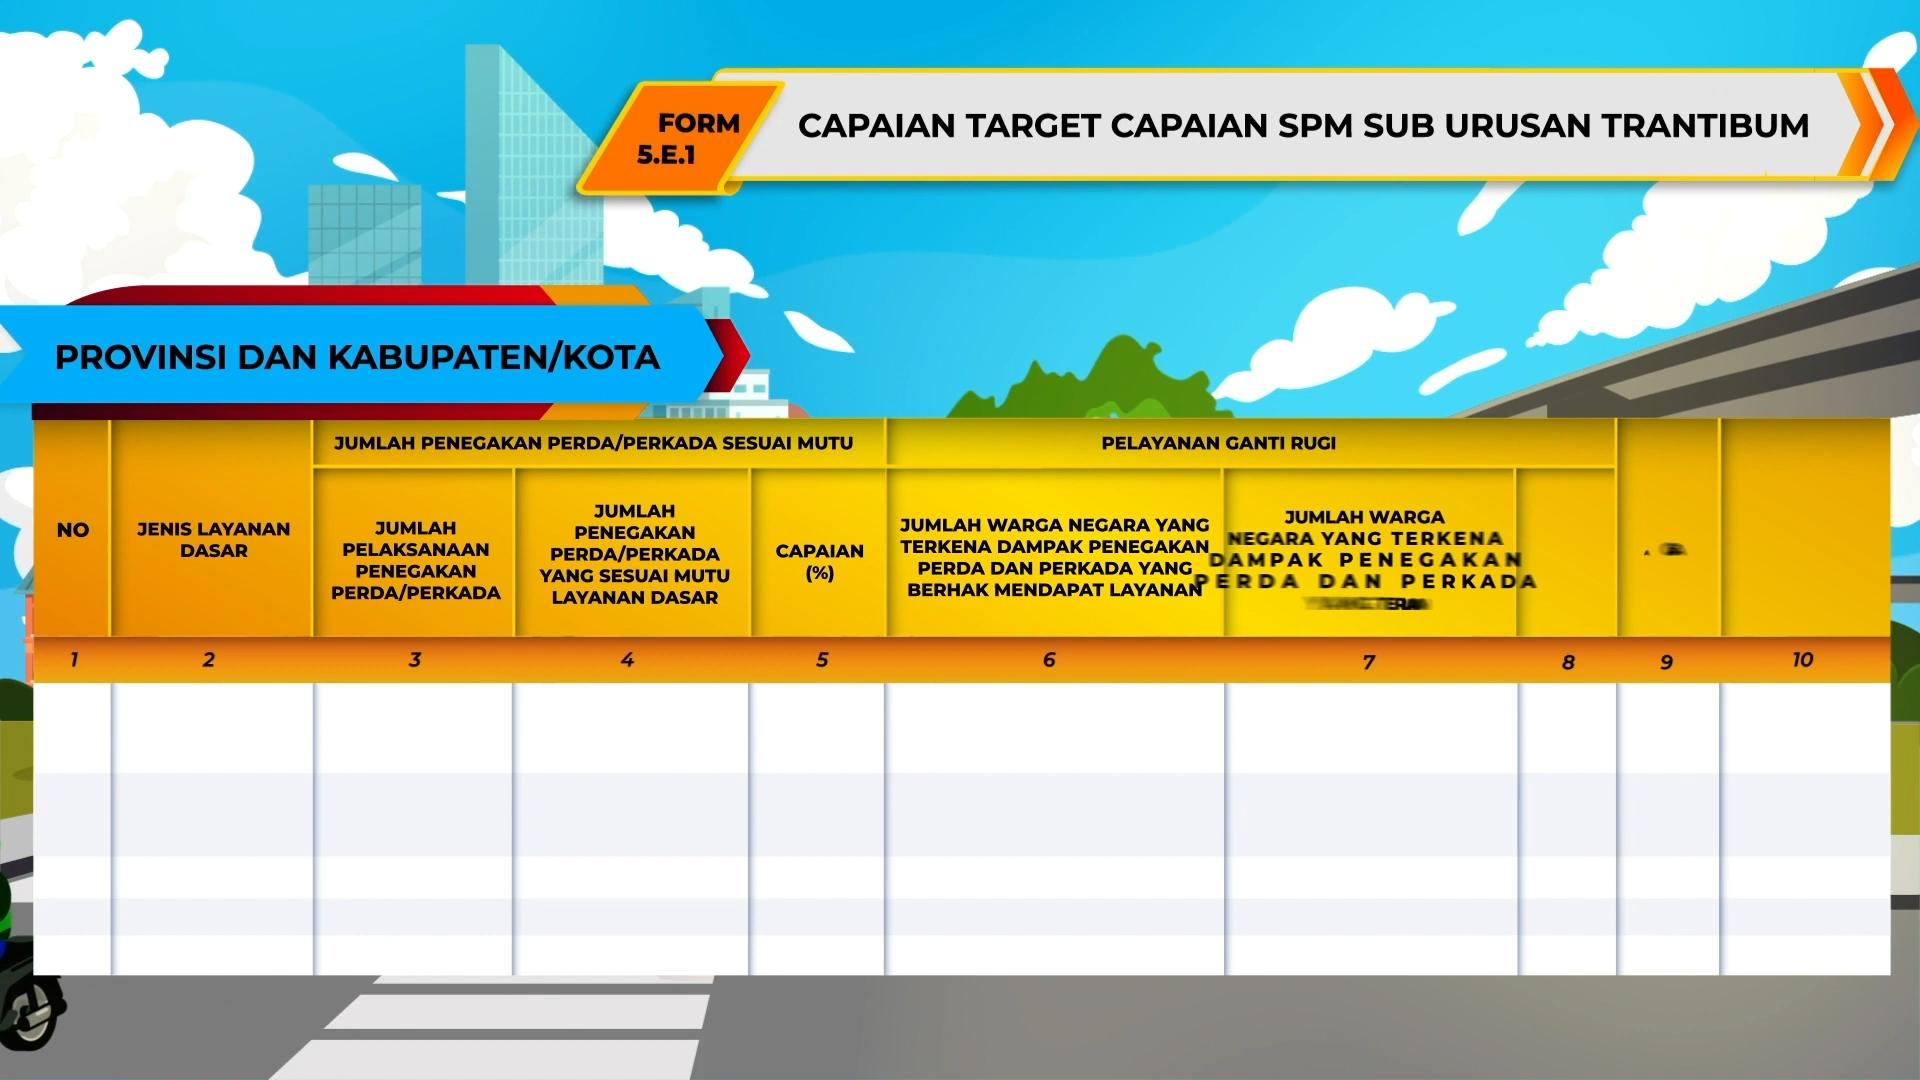 FORM
5.E.1
CAPAIAN TARGET CAPAIAN SPM SUB URUSAN TRANTIBUM
PROVINSI DAN KABUPATEN/KOTA
NO
JENIS LAYANAN
DASAR
JUMLAH PENEGAKAN PERDA/PERKADA SESUAI MUTU
JUMLAH
PELAKSANAAN
PENEGAKAN
PERDA/PERKADA
JUMLAH
PENEGAKAN
PERDA/PERKADA
YANG SESUAI MUTU
LAYANAN DASAR
CAPAIAN
(%)
PELAYANAN GANTI RUGI
JUMLAH WARGA NEGARA YANG
TERKENA DAMPAK PENEGAKAN
PERDA DAN PERKADA YANG
BERHAK MENDAPAT LAYANAN
JUMLAH WARGA
NEGARA YANG TERKENA
DAMPAK PENEGAKAN
PERDA DAN PERKADA
1 2 3 4 5 6 7 8 9 10